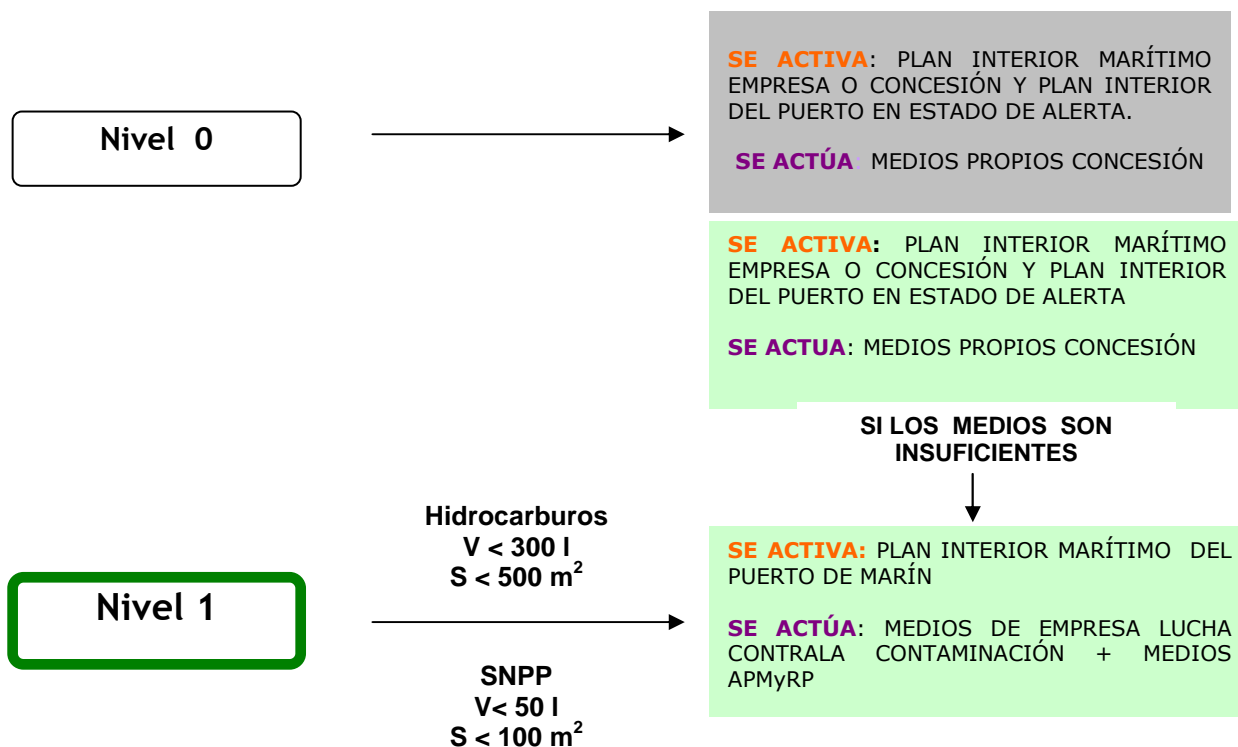 Nivel 0
SE ACTIVA: PLAN INTERIOR MARÍTIMO
EMPRESA O CONCESIÓN Y PLAN INTERIOR
DEL PUERTO EN ESTADO DE ALERTA.
SE ACTÚA: MEDIOS PROPIOS CONCESIÓN
SE ACTIVA: PLAN INTERIOR MARÍTIMO
EMPRESA O CONCESIÓN Y PLAN INTERIOR
DEL PUERTO EN ESTADO DE ALERTA
SE ACTUA: MEDIOS PROPIOS CONCESIÓN
SI LOS MEDIOS SON
INSUFICIENTES
Nivel 1
Hidrocarburos
V < 300 l
S < 500 m²
SNPP
V< 50 l
S < 100 m²
SE ACTIVA: PLAN INTERIOR MARÍTIMO DEL
PUERTO DE MARÍN
SE ACTÚA: MEDIOS DE EMPRESA LUCHA
CONTRALA CONTAMINACIÓN + MEDIOS
APMyRP